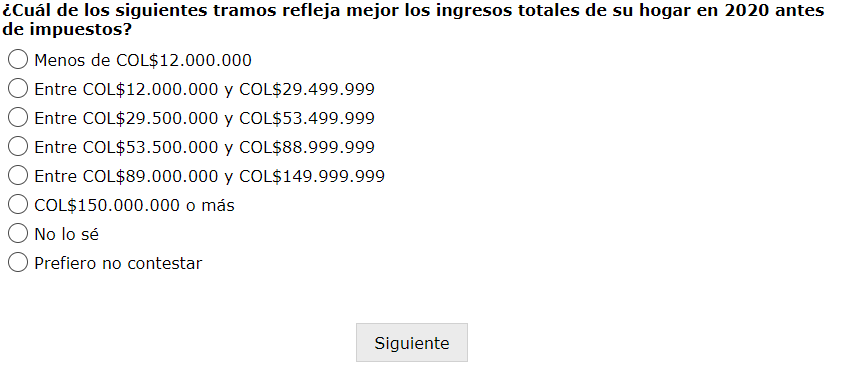 ¿Cuál de los siguientes tramos refleja mejor los ingresos totales de su hogar en 2020 antes
de impuestos?
Menos de COL$12.000.000
Entre COL$12.000.000 y COL$29.499.999
Entre COL$29.500.000 y COL$53.499.999
Entre COL$53.500.000 y COL$88.999.999
Entre COL$89.000.000 y COL$149.999.999
COL$150.000.000 o más
No lo sé
Prefiero no contestar
Siguiente